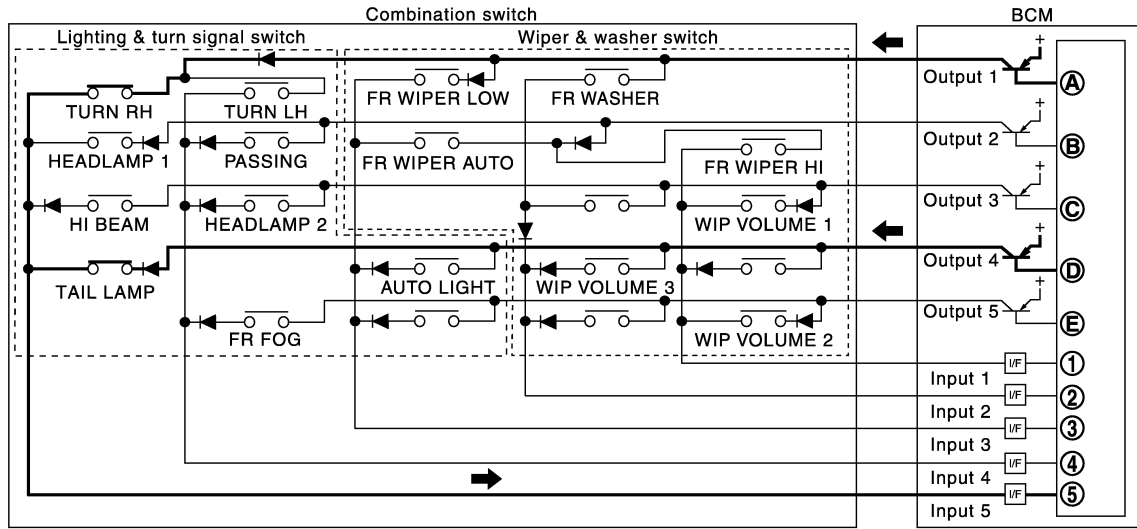 Combination switch
BCM
Lighting & turn signal switch
Wiper & washer switch
+
Output 1
A
TURN RH
TURN LH
FR WIPER LOW
FR WASHER
+
Output 2
B
HEADLAMP 1
PASSING
FR WIPER AUTO
FR WIPER HI
+
Output 3
C
HI BEAM
HEADLAMP 2
WIP VOLUME 1
+
Output 4
D
TAIL LAMP
AUTO LIGHT
WIP VOLUME 3
+
Output 5
E
FR FOG
WIP VOLUME 2
I/F
1
Input 1
I/F
2
Input 2
I/F
3
Input 3
I/F
4
Input 4
I/F
5
Input 5